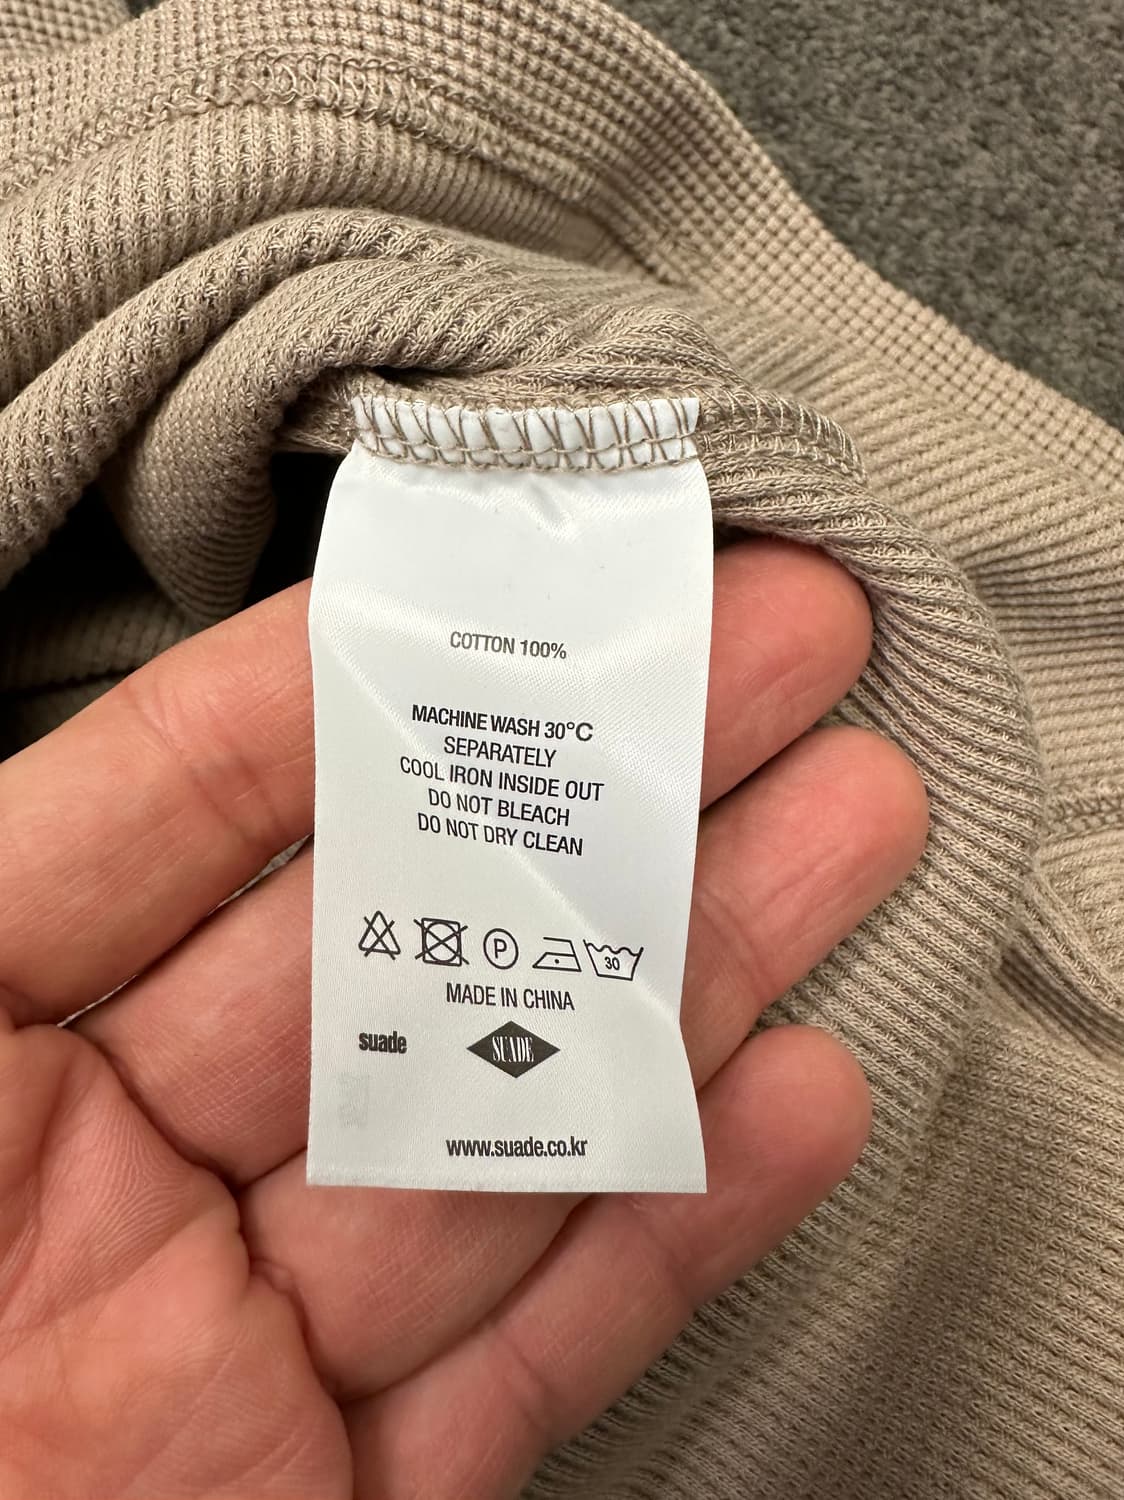 COTTON 100%
MACHINE WASH 30°C
SEPARATELY
COOL IRON INSIDE OUT
DO NOT BLEACH
DO NOT DRY CLEAN
P
30
MADE IN CHINA
suade
SUADE
www.suade.co.kr